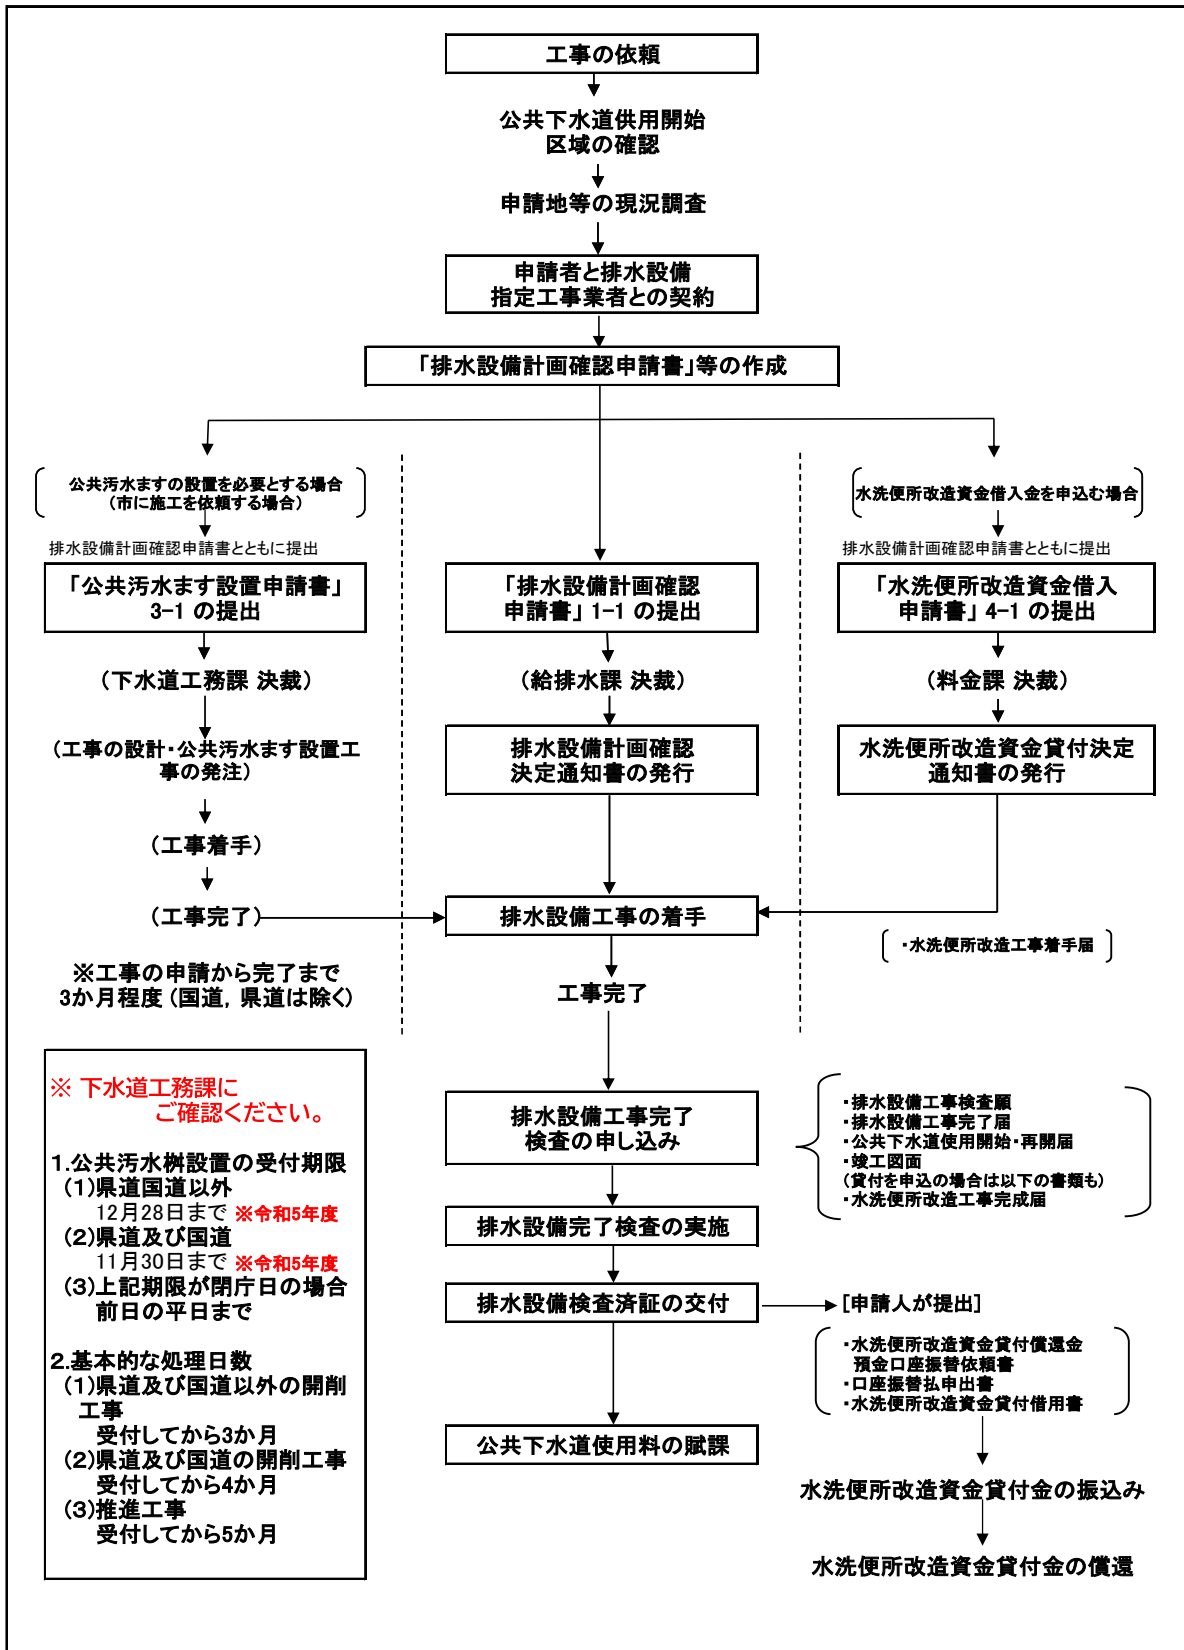 工事の依頼
公共下水道供用開始
区域の確認
申請地等の現況調査
申請者と排水設備
指定工事業者との契約
「排水設備計画確認申請書」等の作成
公共汚水ますの設置を必要とする場合
（市に施工を依頼する場合）
排水設備計画確認申請書とともに提出
「公共汚水ます設置申請書」
3-1 の提出
（下水道工務課 決裁）
（工事の設計・公共汚水ます設置工
事の発注）
（工事着手）
（工事完了）
※工事の申請から完了まで
3か月程度（国道，県道は除く）
「排水設備計画確認
申請書」 1-1 の提出
（給排水課 決裁）
排水設備計画確認
決定通知書の発行
水洗便所改造資金借入金を申込む場合
排水設備計画確認申請書とともに提出
「水洗便所改造資金借入
申請書」 4-1 の提出
（料金課 決裁）
水洗便所改造資金貸付決定
通知書の発行
排水設備工事の着手
・水洗便所改造工事着手届
工事完了
排水設備工事完了
検査の申し込み
・排水設備工事検査願
・排水設備工事完了届
・公共下水道使用開始・再開届
・竣工図面
（貸付を申込の場合は以下の書類も）
・水洗便所改造工事完成届
排水設備完了検査の実施
排水設備検査済証の交付
[申請人が提出]
・水洗便所改造資金貸付償還金
預金口座振替依頼書
・口座振替払申出書
・水洗便所改造資金貸付借用書
公共下水道使用料の賦課
水洗便所改造資金貸付金の振込み
水洗便所改造資金貸付金の償還
※ 下水道工務課に
ご確認ください。
1.公共汚水桝設置の受付期限
（1）県道国道以外
12月28日まで ※令和5年度
（2）県道及び国道
11月30日まで ※令和5年度
（3）上記期限が閉庁日の場合
前日の平日まで
2.基本的な処理日数
（1）県道及び国道以外の開削
工事
受付してから3か月
（2）県道及び国道の開削工事
受付してから4か月
（3）推進工事
受付してから5か月